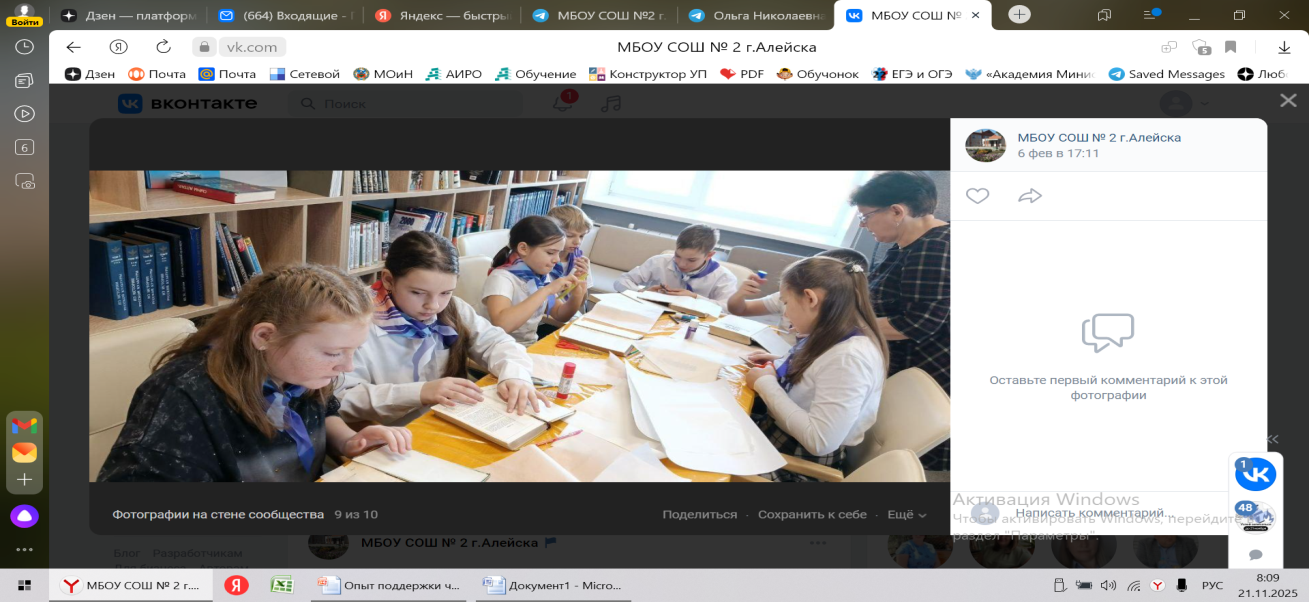 Войти
Дзен — платформ
(664) Входящие - Г
Яндекс — быстры
МБОУ СОШ №2 г.
Ольга Николаевна
МБОУ СОШ №
vk.com
МБОУ СОШ № 2 г.Алейска
5
Дзен
Почта
Почта
Сетевой
МОиН
АИРО
Обучение
Конструктор УП
PDF
Обучонок
ЕГЭ и ОГЭ
«Академия Мини
Saved Messages
Люб
6
вконтакте
Поиск
1
МБОУ СОШ № 2 г.Алейска
6 фев в 17:11
Оставьте первый комментарий к этой
фотографии
Фотографии на стене сообщества 9 из 10
Поделиться · Сохранить к себе · Ещё
Написать комментарий...
Активация Windows
Чтобы активировать Windows, перейдите в
раздел "Параметры".
1
48
Блог Разработчикам
МБОУ СОШ № 2 г.Алейска
МБОУ СОШ № 2 г....
Опыт поддержки ч...
Документ1 - Micro...
РУС
8:09
21.11.2025